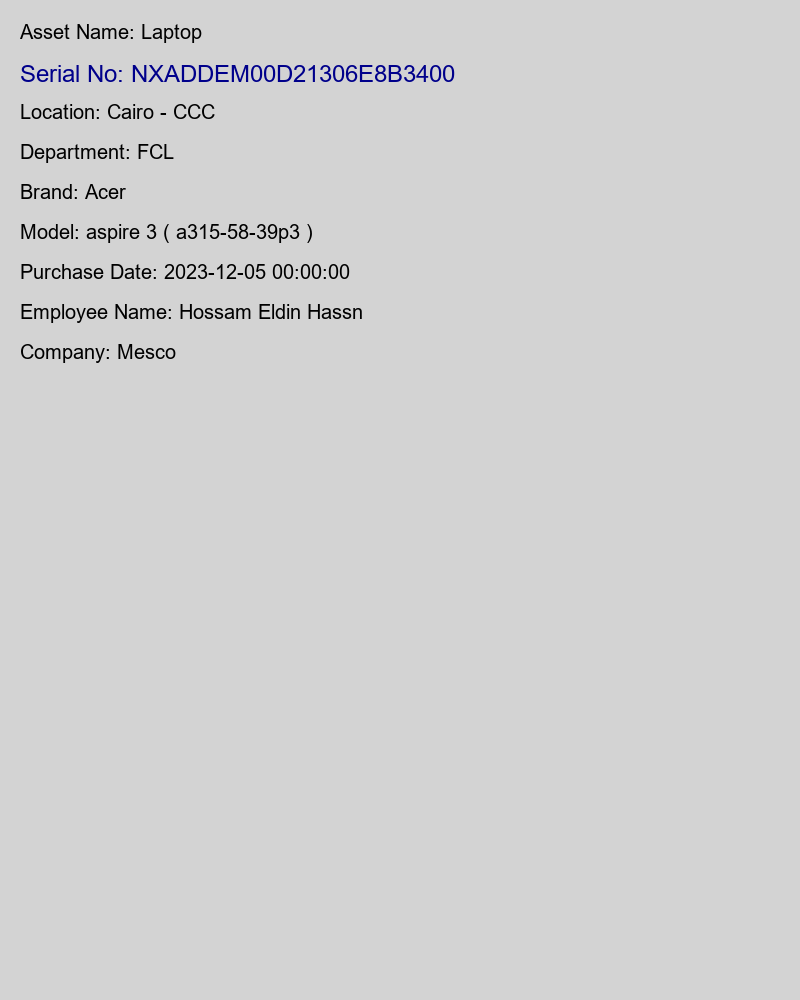 Asset Name: Laptop
Serial No: NXADDEM00D21306E8B3400
Location: Cairo - CCC
Department: FCL
Brand: Acer
Model: aspire 3 ( a315-58-39p3 )
Purchase Date: 2023-12-05 00:00:00
Employee Name: Hossam Eldin Hassn
Company: Mesco